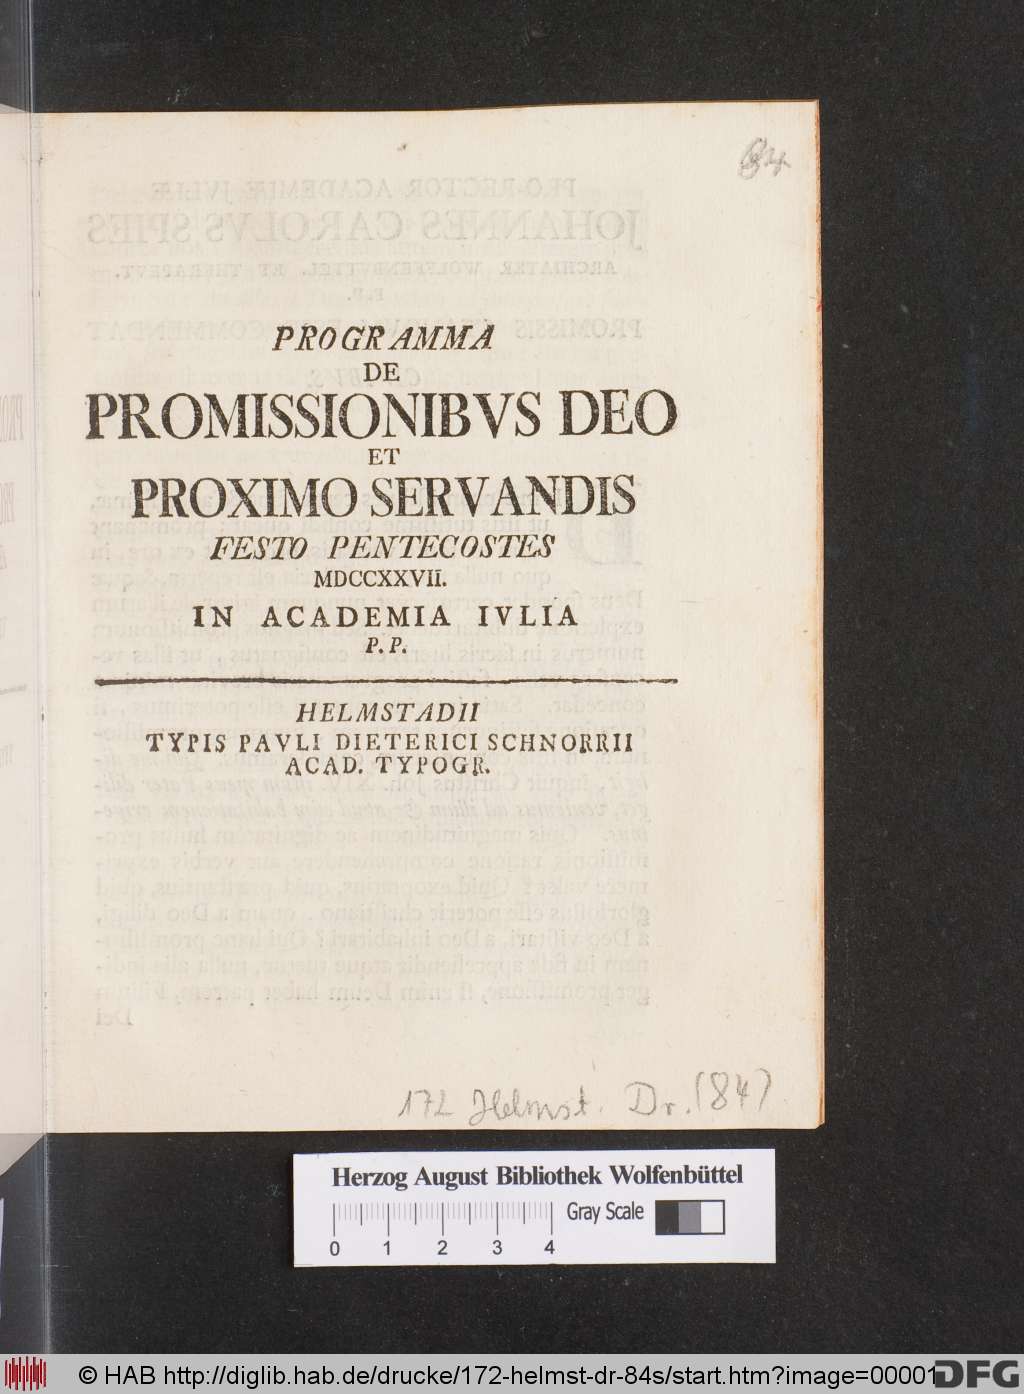 84
PROGRAMMA
DE
PROMISSIONIBVS DEO
ET
PROXIMO SERVANDIS
FESTO PENTECOSTES
MDCCXXVII.
IN ACADEMIA IVLIA
P. P.
HELMSTADII
TYPIS PAVLI DIETERICI SCHNORRII
ACAD. TYPOGR.
172 Helmst. Dr. (84)
Herzog August Bibliothek Wolfenbüttel
Gray Scale
0 1 2 3 4
© HAB http://diglib.hab.de/drucke/172-helmst-dr-84s/start.htm?image=00001
DFG